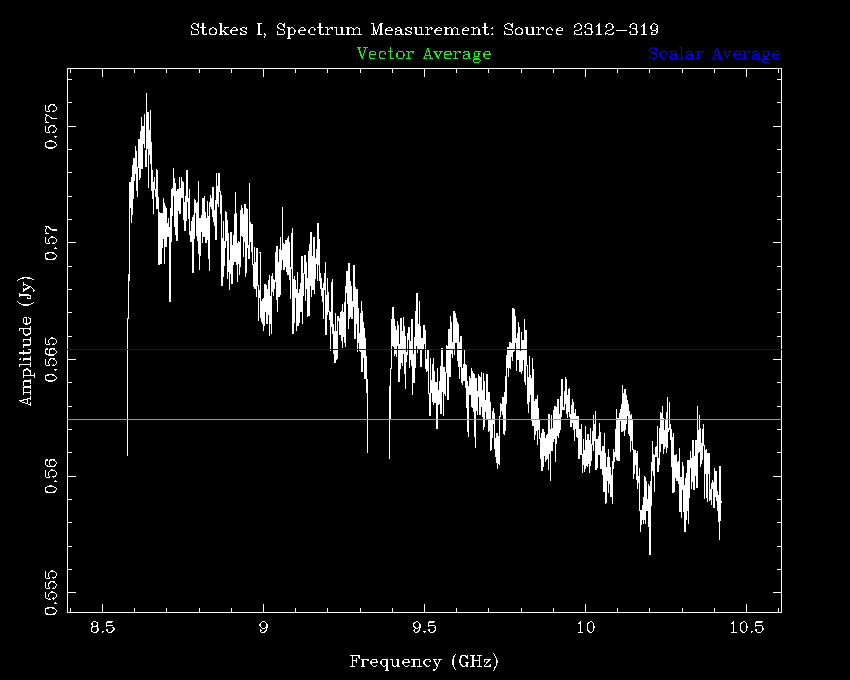 Stokes I, Spectrum Measurement: Source 2312-319
Vector Average
Scalar Average
0.575
0.57
0.565
0.56
0.555
Amplitude (Jy)
8.5 9 9.5 10 10.5
Frequency (GHz)